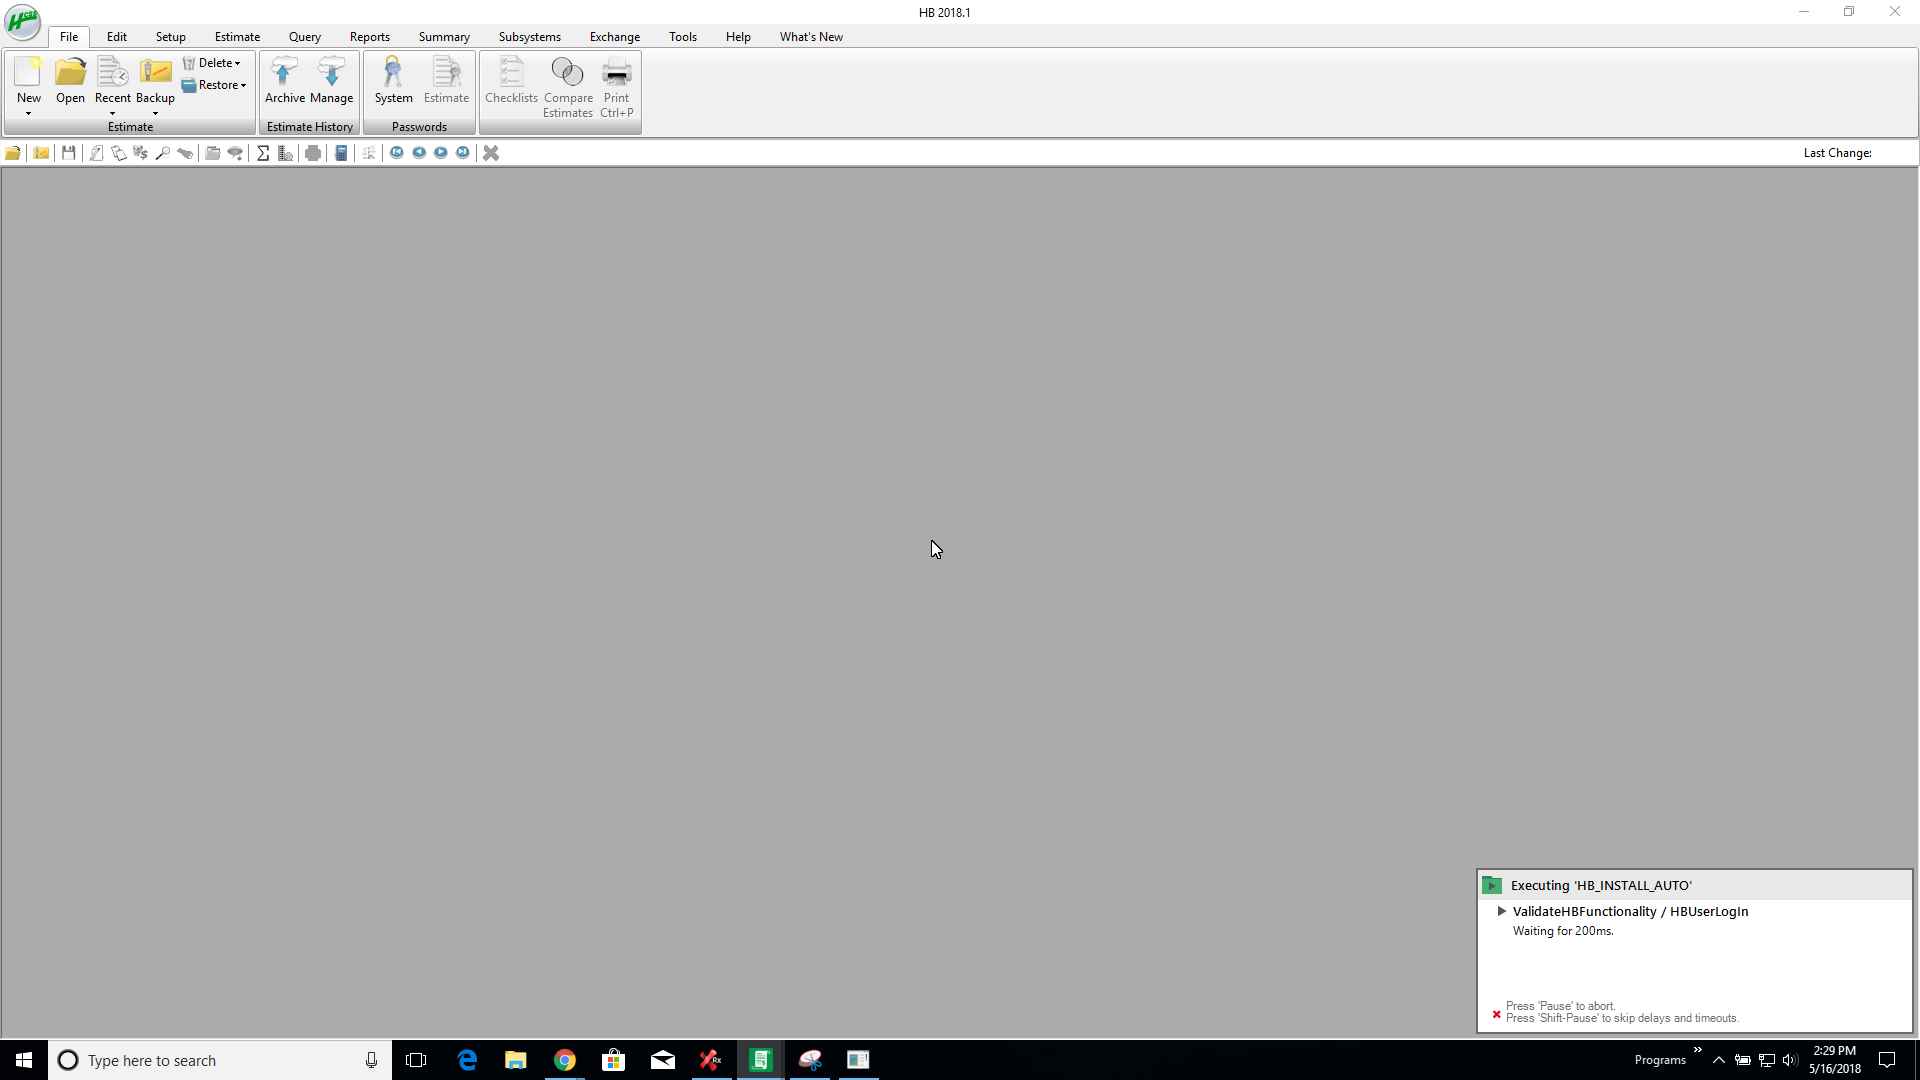 HB 2018.1
File Edit Setup Estimate Query Reports Summary Subsystems Exchange Tools Help What's New
New Open Recent Backup Delete Restore
Archive Manage
System Estimate
Checklists Compare Estimates Print Ctrl+P
Estimate Estimate History Passwords
Last Change:
Executing 'HB_INSTALL_AUTO'
ValidateHBFunctionality / HBUserLogIn
Waiting for 200ms.
Press 'Pause' to abort.
Press 'Shift-Pause' to skip delays and timeouts.
Type here to search
Rx
Programs
2:29 PM
5/16/2018